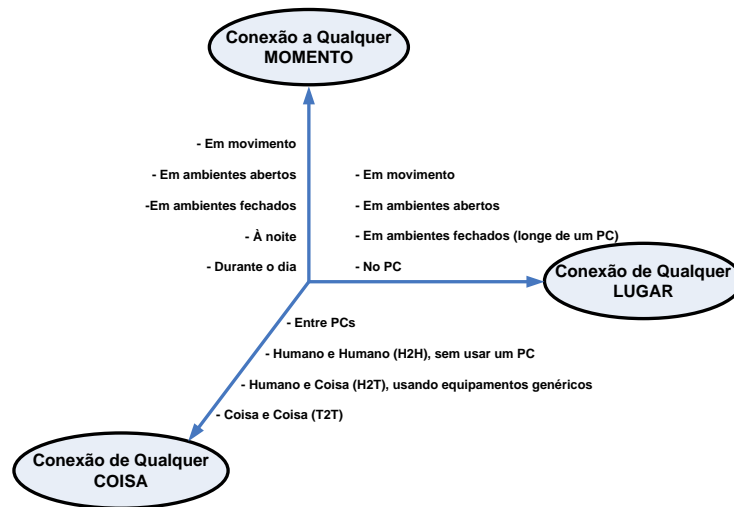 Conexão a Qualquer
MOMENTO
- Em movimento
- Em ambientes abertos
-Em ambientes fechados
- À noite
- Durante o dia
- Em movimento
- Em ambientes abertos
- Em ambientes fechados (longe de um PC)
- No PC
Conexão de Qualquer
LUGAR
- Entre PCs
- Humano e Humano (H2H), sem usar um PC
- Humano e Coisa (H2T), usando equipamentos genéricos
- Coisa e Coisa (T2T)
Conexão de Qualquer
COISA